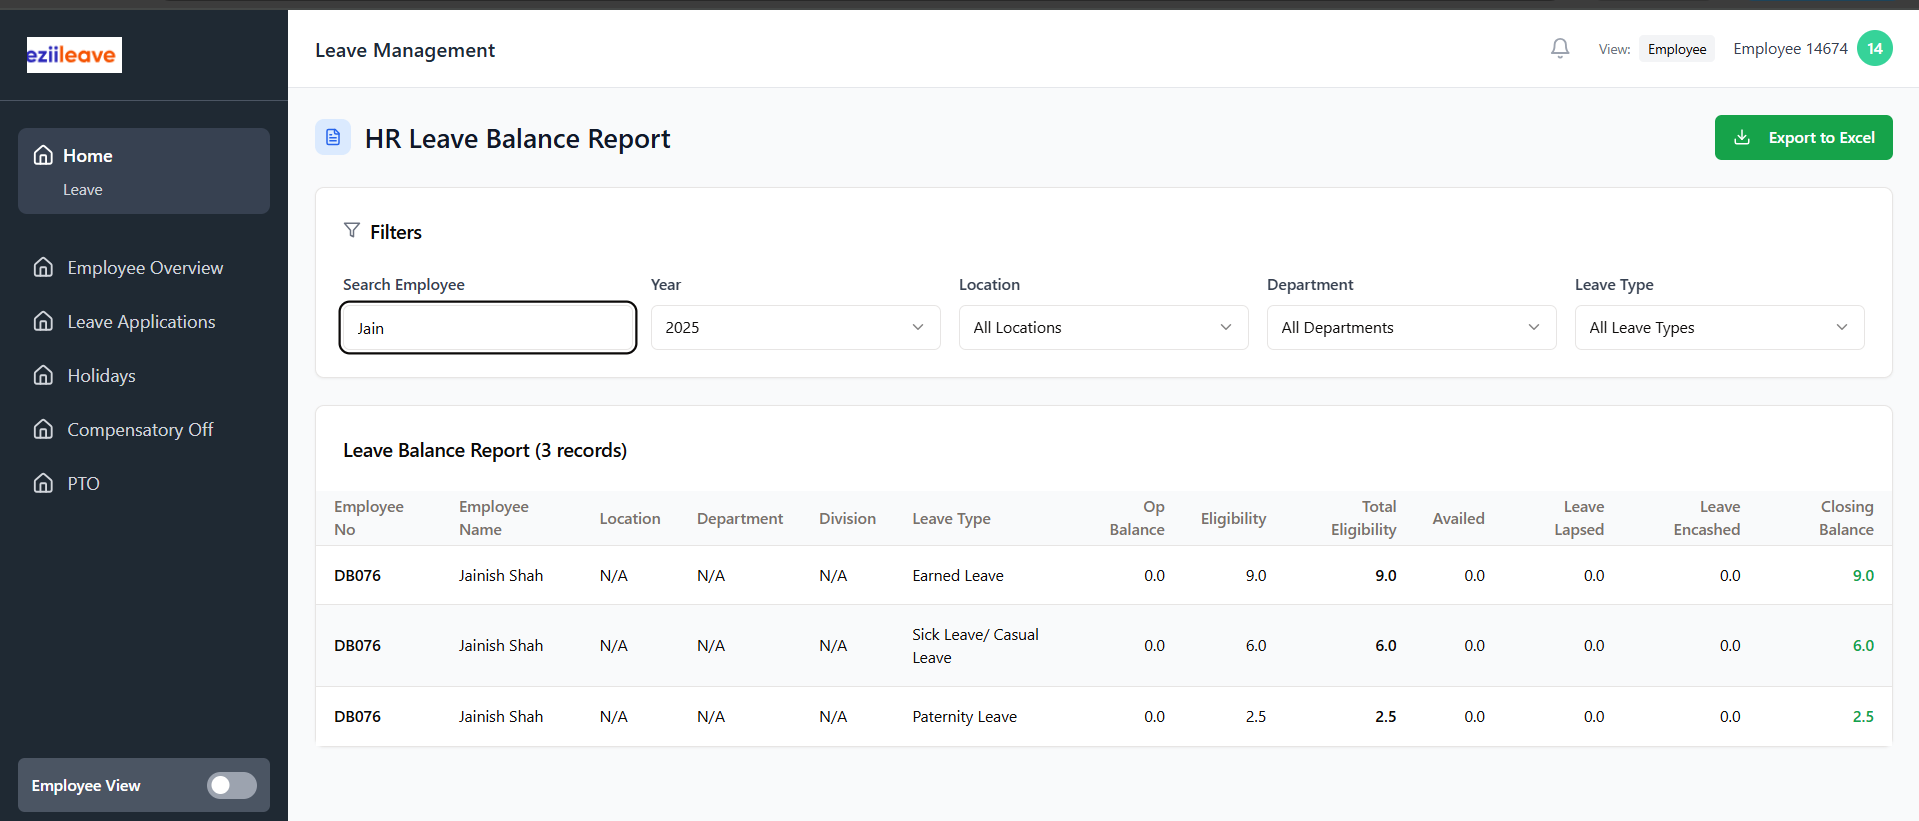 eziileave
Leave Management
View: Employee Employee 14674 14
Home
Leave
Employee Overview
Leave Applications
Holidays
Compensatory Off
PTO
Employee View
HR Leave Balance Report
Export to Excel
Filters
Search Employee Year Location Department Leave Type
Jain 2025 All Locations All Departments All Leave Types
Leave Balance Report (3 records)
Employee No Employee Name Location Department Division Leave Type Op Balance Eligibility Total Eligibility Availed Leave Lapsed Leave Encashed Closing Balance
DB076 Jainish Shah N/A N/A N/A Earned Leave 0.0 9.0 9.0 0.0 0.0 0.0 9.0
DB076 Jainish Shah N/A N/A N/A Sick Leave/ Casual Leave 0.0 6.0 6.0 0.0 0.0 0.0 6.0
DB076 Jainish Shah N/A N/A N/A Paternity Leave 0.0 2.5 2.5 0.0 0.0 0.0 2.5